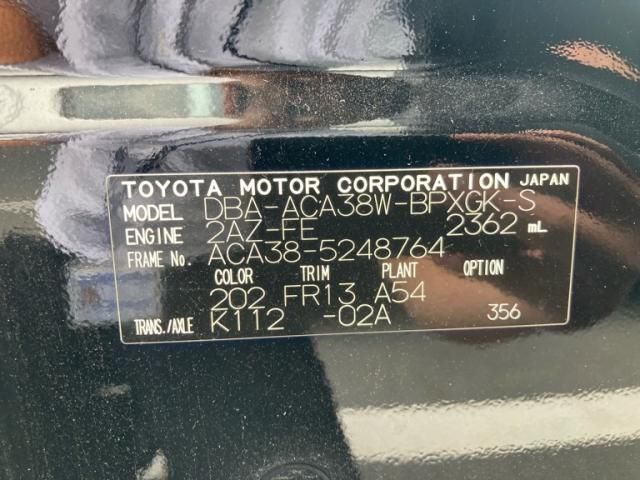 TOYOTA MOTOR CORPORATION JAPAN
MODEL DBA-ACA38W-BPXGK-S
ENGINE 2AZ-FE 2362 mL
FRAME No. ACA38-5248764
COLOR TRIM PLANT OPTION
202 FR13 A54
TRANS./AXLE K112 -02A 356